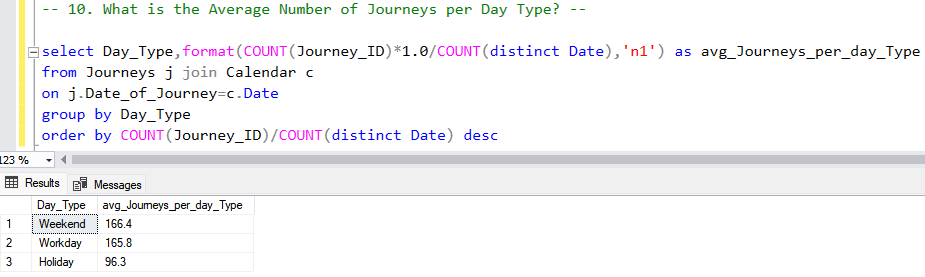 -- 10. What is the Average Number of Journeys per Day Type? --
select Day_Type,format(COUNT(Journey_ID)*1.0/COUNT(distinct Date),'n1') as avg_Journeys_per_day_Type
from Journeys j join Calendar c
on j.Date_of_Journey=c.Date
group by Day_Type
order by COUNT(Journey_ID)/COUNT(distinct Date) desc
123 %
Results Messages
Day_Type avg_Journeys_per_day_Type
1 Weekend 166.4
2 Workday 165.8
3 Holiday 96.3